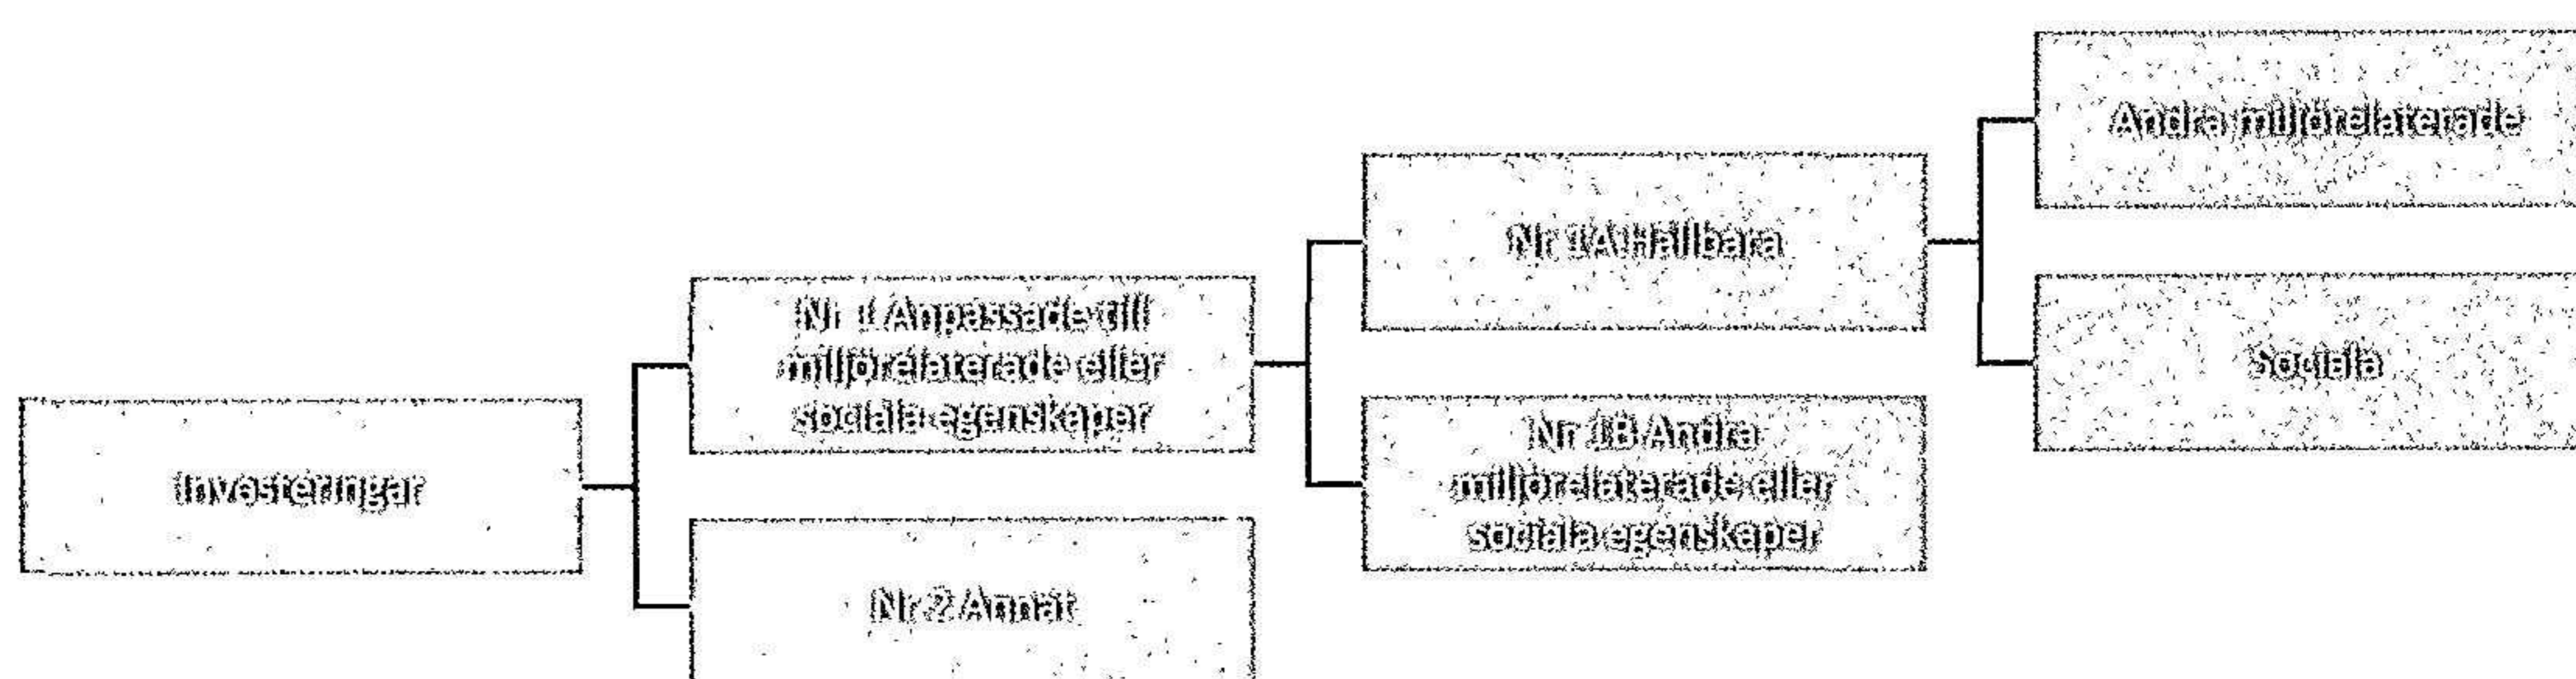 Investeringar
Nr 1 Anpassade till
miljörelaterade eller
sociala egenskaper
Nr 2 Annat
Nr 1A Hållbara
Nr 1B Andra
miljörelaterade eller
sociala egenskaper
Andra miljörelaterade
Sociala